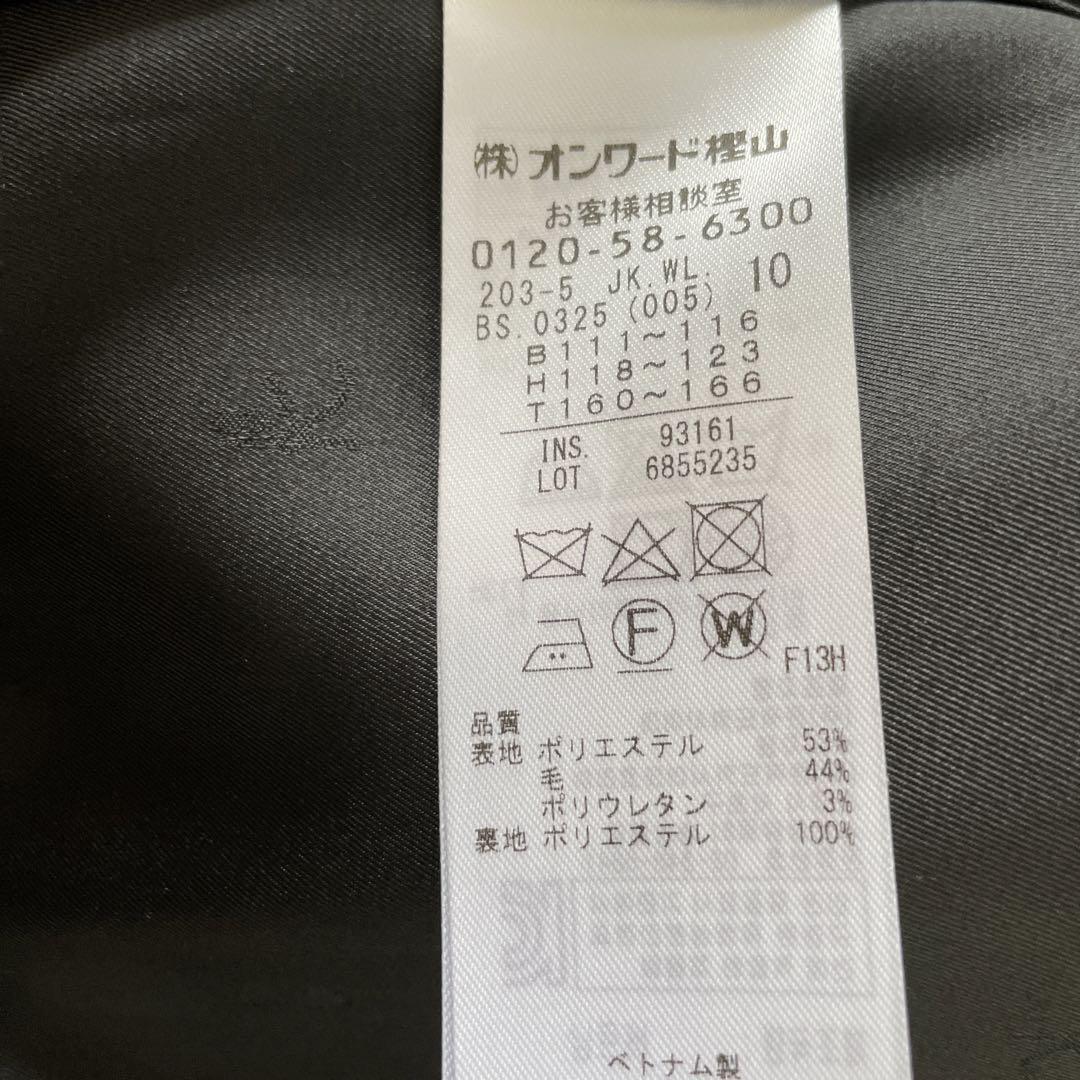 ㈱オンワード樫山
お客様相談室
0120-58-6300
203-5 JK.WL. 10
BS.0325(005)
B111~116
H118~123
T160~166
INS. 93161
LOT 6855235
F W F13H
品質
表地 ポリエステル 53%
毛 44%
ポリウレタン 3%
裏地 ポリエステル 100%
ベトナム製